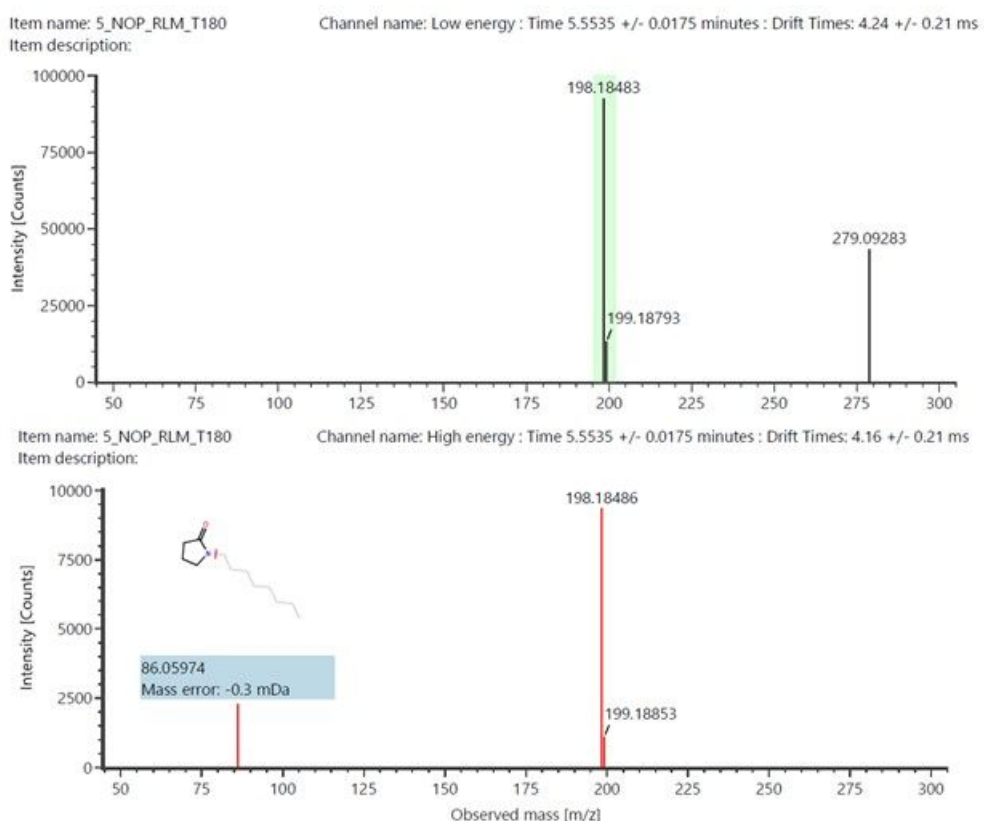 Item name: 5_NOP_RLM_T180 Channel name: Low energy : Time 5.5535 +/- 0.0175 minutes : Drift Times: 4.24 +/- 0.21 ms
Item description:
100000
198.18483
75000
Intensity [Counts]
50000
279.09283
25000
199.18793
0
50 75 100 125 150 175 200 225 250 275 300
Item name: 5_NOP_RLM_T180 Channel name: High energy : Time 5.5535 +/- 0.0175 minutes : Drift Times: 4.16 +/- 0.21 ms
Item description:
10000
198.18486
7500
O
N
Intensity [Counts]
5000
86.05974
Mass error: -0.3 mDa
2500
199.18853
0
50 75 100 125 150 175 200 225 250 275 300
Observed mass [m/z]